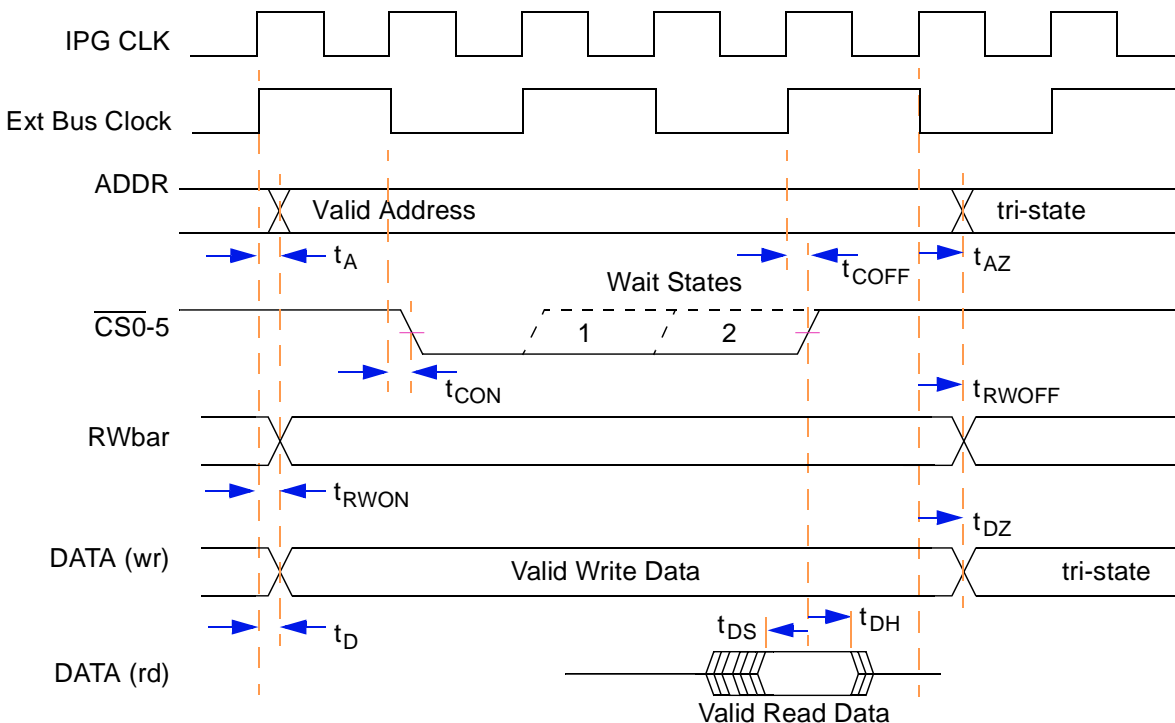 IPG CLK
Ext Bus Clock
ADDR
Valid Address
tri-state
tA
tCOFF
tAZ
Wait States
CS0-5
1
2
tCON
tRWOFF
RWbar
tRWON
tDZ
DATA (wr)
Valid Write Data
tri-state
tD
tDS
tDH
DATA (rd)
Valid Read Data